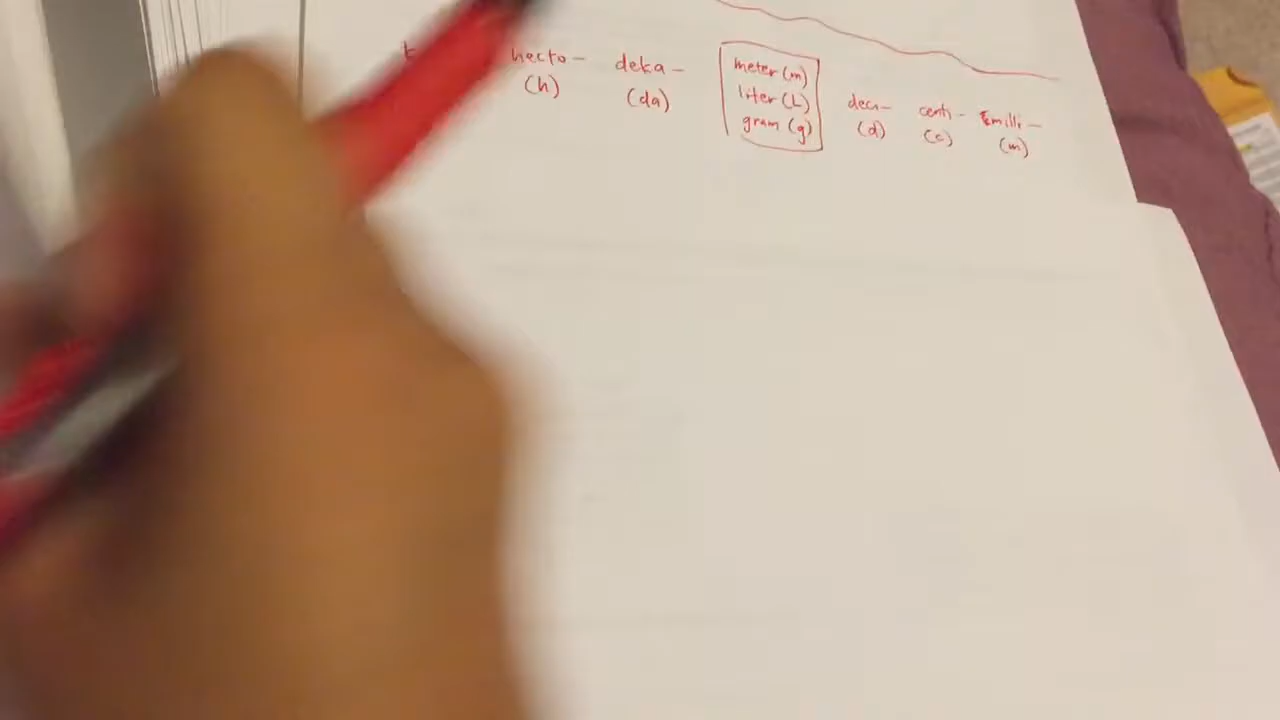 hecto- deka- meter (m) deci- centi- milli-
(h) (da) liter (L) (d) (c) (m)
gram (g)